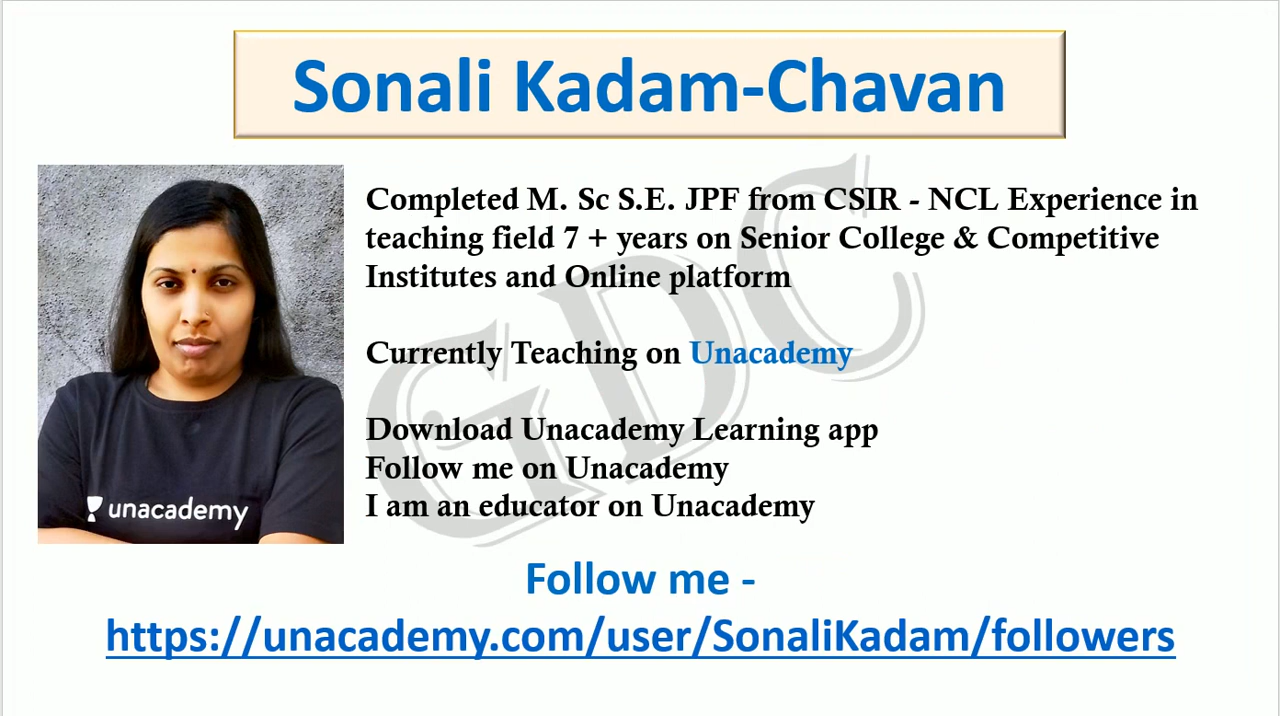 Sonali Kadam-Chavan
Completed M. Sc S.E. JPF from CSIR - NCL Experience in
teaching field 7 + years on Senior College & Competitive
Institutes and Online platform
Currently Teaching on Unacademy
Download Unacademy Learning app
Follow me on Unacademy
I am an educator on Unacademy
unacademy
GDC
Follow me -
https://unacademy.com/user/SonaliKadam/followers